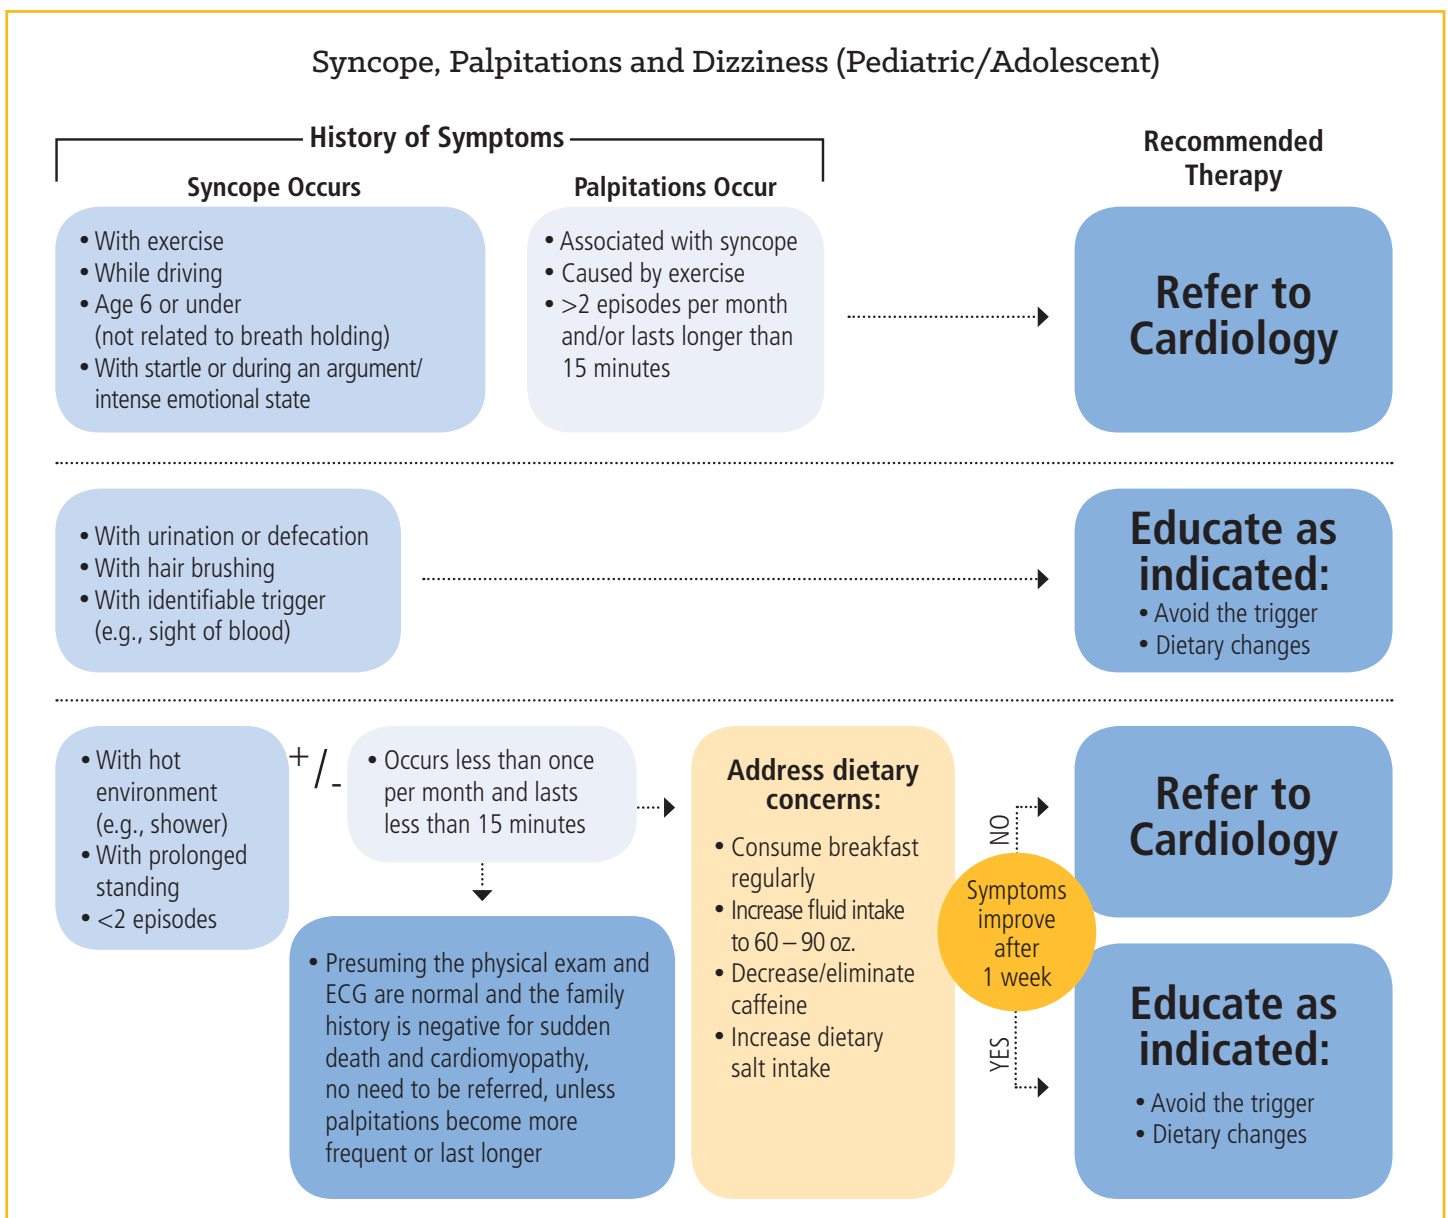 Syncope, Palpitations and Dizziness (Pediatric/Adolescent)
History of Symptoms
Recommended
Therapy
Syncope Occurs
Palpitations Occur
• With exercise
• While driving
• Age 6 or under
(not related to breath holding)
• With startle or during an argument/
intense emotional state
• Associated with syncope
• Caused by exercise
• >2 episodes per month
and/or lasts longer than
15 minutes
Refer to
Cardiology
• With urination or defecation
• With hair brushing
• With identifiable trigger
(e.g., sight of blood)
Educate as
indicated:
• Avoid the trigger
• Dietary changes
• With hot
environment
(e.g., shower)
• With prolonged
standing
• <2 episodes
+/-
• Occurs less than once
per month and lasts
less than 15 minutes
• Presuming the physical exam and
ECG are normal and the family
history is negative for sudden
death and cardiomyopathy,
no need to be referred, unless
palpitations become more
frequent or last longer
Address dietary
concerns:
• Consume breakfast
regularly
• Increase fluid intake
to 60 – 90 oz.
• Decrease/eliminate
caffeine
• Increase dietary
salt intake
Symptoms
improve
after
1 week
NO
Refer to
Cardiology
YES
Educate as
indicated:
• Avoid the trigger
• Dietary changes